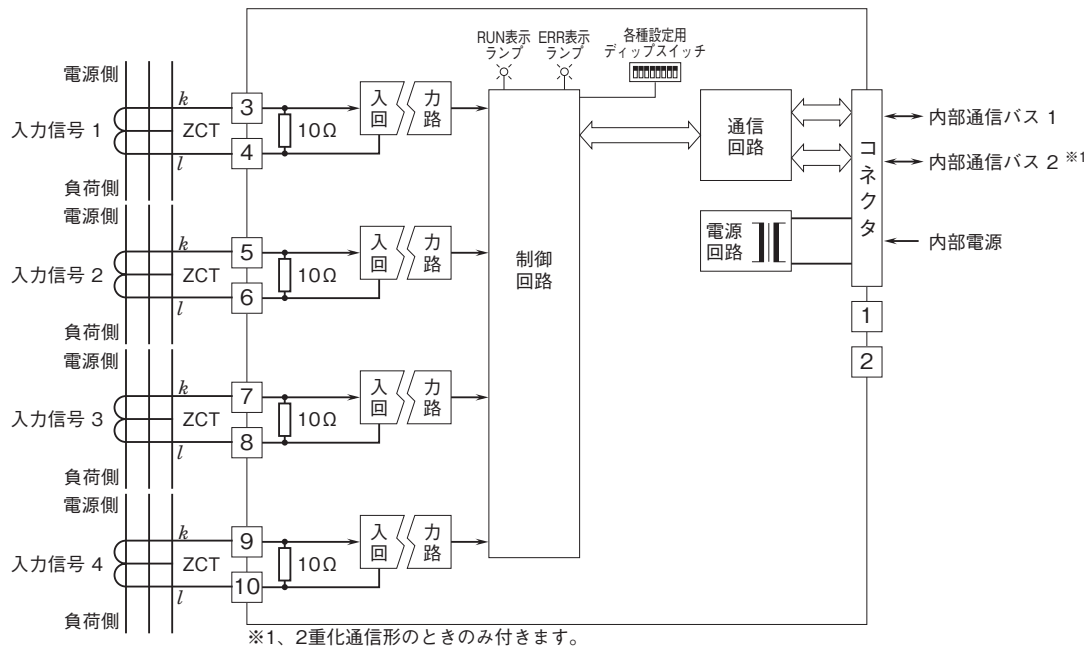 RUN表示
ランプ
ERR表示
ランプ
各種設定用
ディップスイッチ
電源側
入力信号 1
負荷側
k
ZCT
l
3
4
10Ω
入力
回路
電源側
入力信号 2
負荷側
k
ZCT
l
5
6
10Ω
入力
回路
電源側
入力信号 3
負荷側
k
ZCT
l
7
8
10Ω
入力
回路
電源側
入力信号 4
負荷側
k
ZCT
l
9
10
10Ω
入力
回路
制御
回路
通信
回路
電源
回路
コネクタ
内部通信バス 1
内部通信バス 2 ※1
内部電源
1
2
※1、2重化通信形のときのみ付きます。